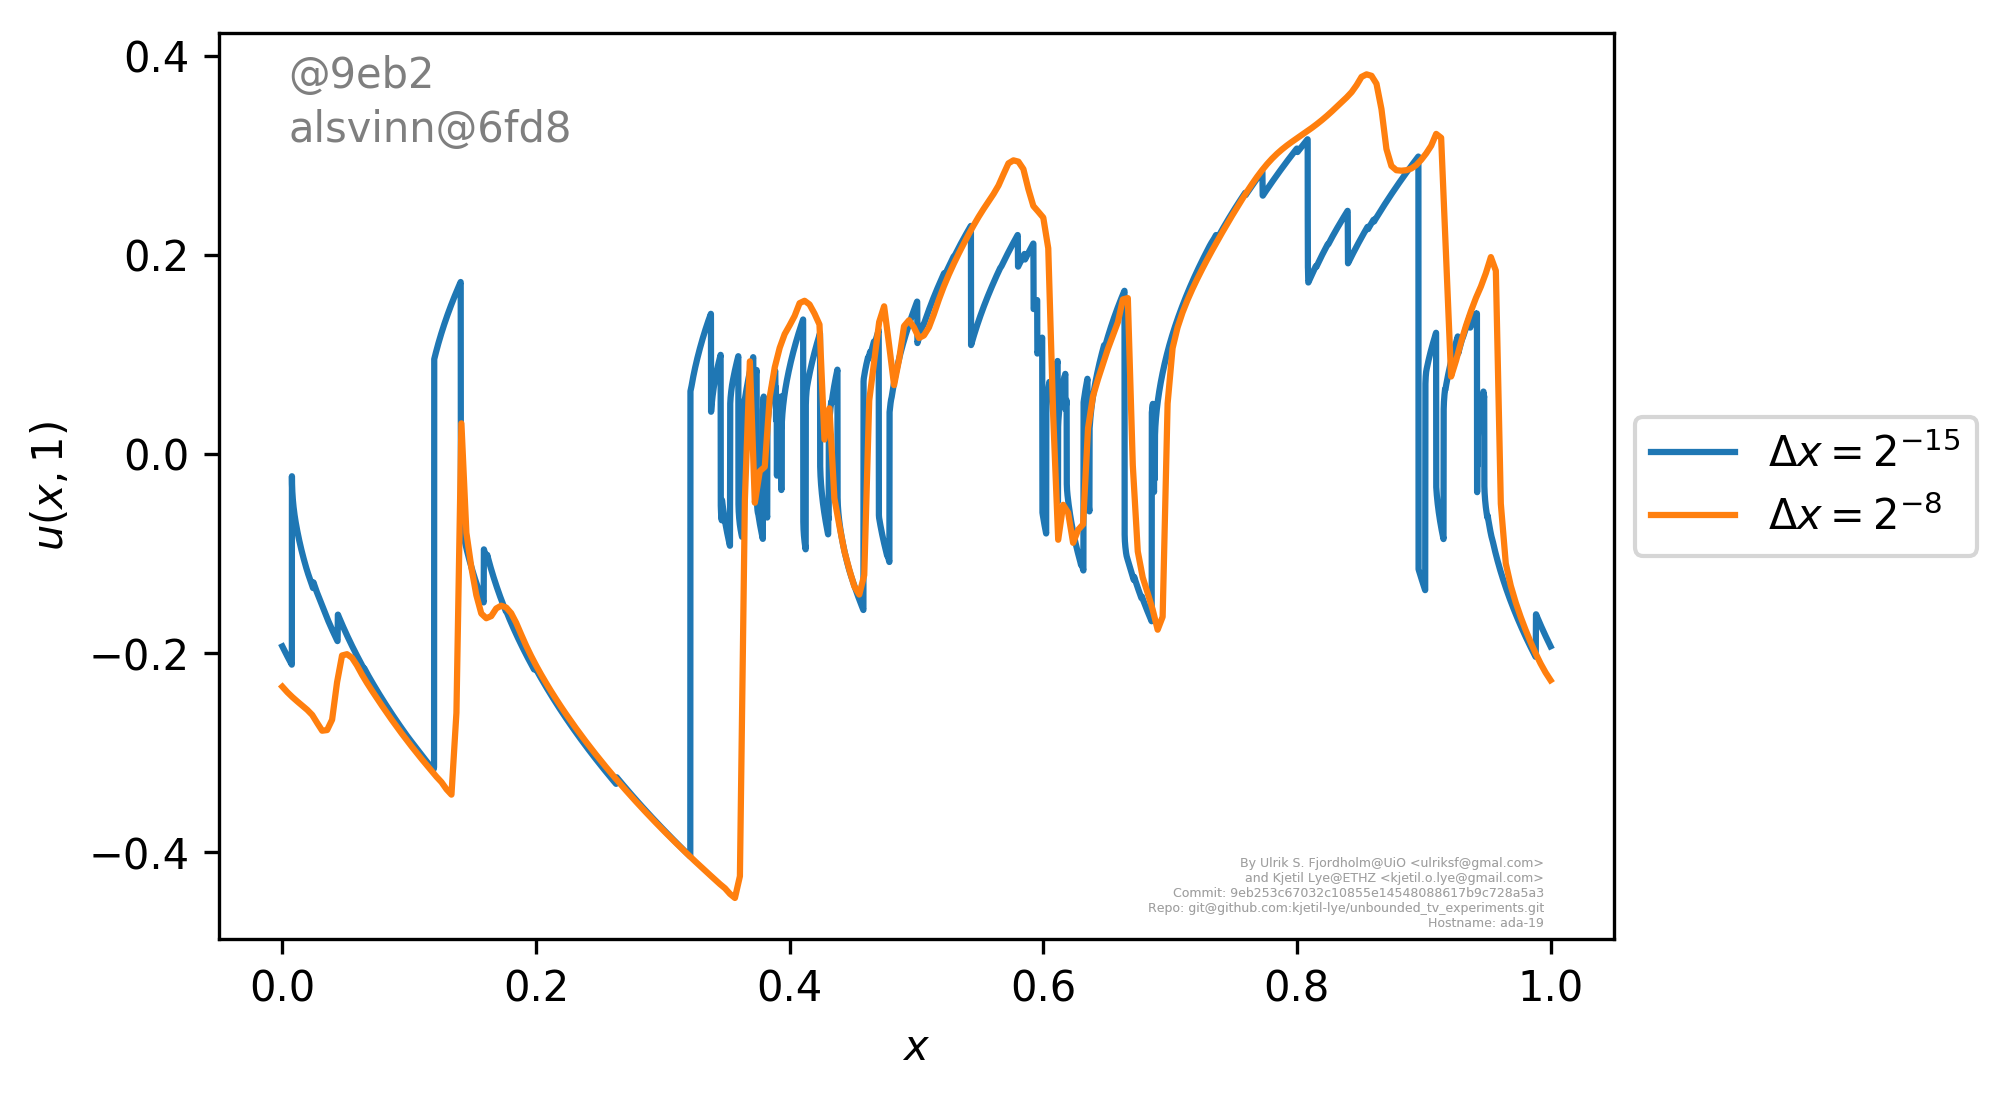 @9eb2
alsvinn@6fd8
0.4
0.2
0.0
−0.2
−0.4
u(x, 1)
0.0 0.2 0.4 0.6 0.8 1.0
x
Δx = 2⁻¹⁵
Δx = 2⁻⁸
By Ulrik S. Fjordholm@UiO <ulriksf@gmal.com>
and Kjetil Lye@ETHZ <kjetil.o.lye@gmail.com>
Commit: 9eb253c67032c10855e14548088617b9c728a5a3
Repo: git@github.com:kjetil-lye/unbounded_tv_experiments.git
Hostname: ada-19